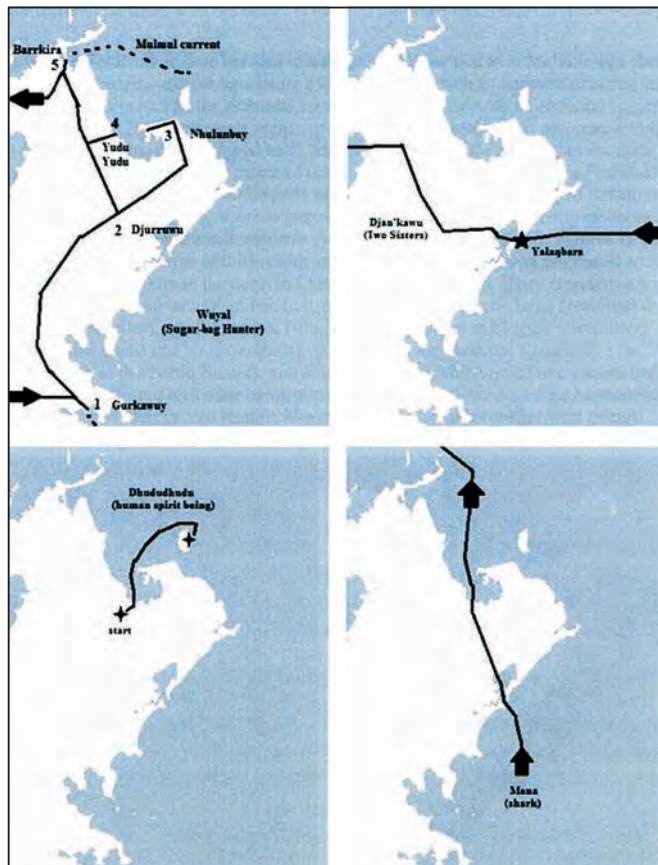 Mulmul current
Barrkira
5
4
3
Nhulunbuy
Yudu
Yudu
2 Djurruwu
Wuyal
(Sugar-bag Hunter)
1 Gurkawuy
Djan'kawu
(Two Sisters)
Yalaqbara
Dhududhudu
(human spirit being)
start
Mana
(shark)